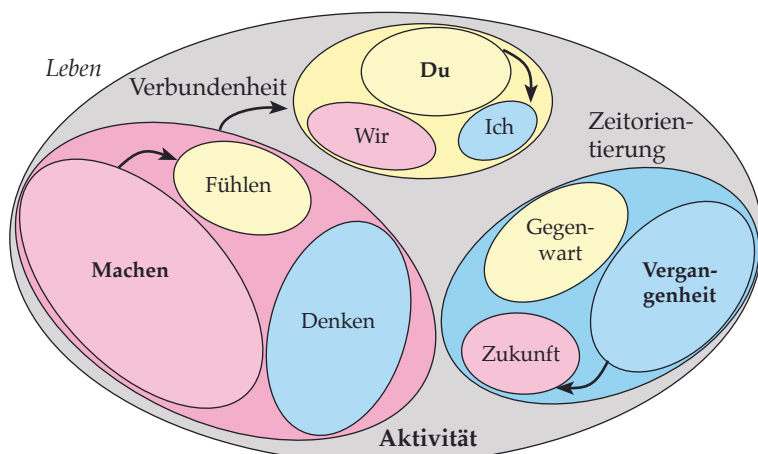 Leben
Verbundenheit
Du
Wir
Ich
Zeitorien-
tierung
Fühlen
Machen
Denken
Gegen-
wart
Vergan-
genheit
Zukunft
Aktivität